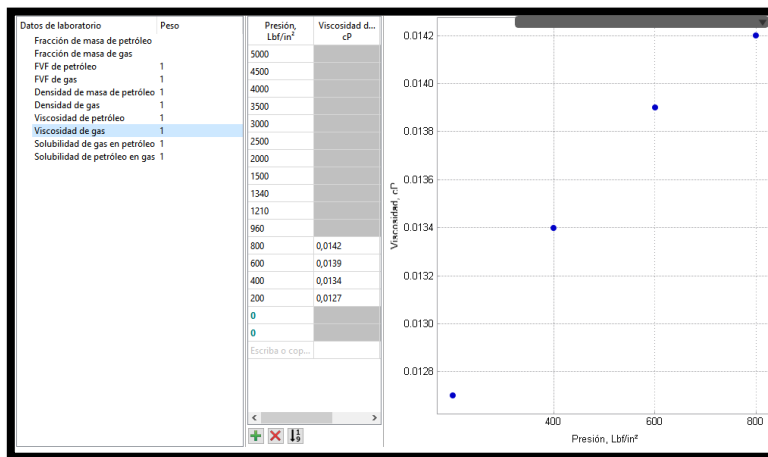 Datos de laboratorio Peso
Fracción de masa de petróleo
Fracción de masa de gas
FVF de petróleo 1
FVF de gas 1
Densidad de masa de petróleo 1
Densidad de gas 1
Viscosidad de petróleo 1
Viscosidad de gas 1
Solubilidad de gas en petróleo 1
Solubilidad de petróleo en gas 1
Presión, Viscosidad d...
Lbf/in² cP
5000
4500
4000
3500
3000
2500
2000
1500
1340
1210
960
800 0,0142
600 0,0139
400 0,0134
200 0,0127
0
0
Escriba o cop...
Viscosidad, cP
0.0142
0.0140
0.0138
0.0136
0.0134
0.0132
0.0130
0.0128
400 600 800
Presión, Lbf/in²